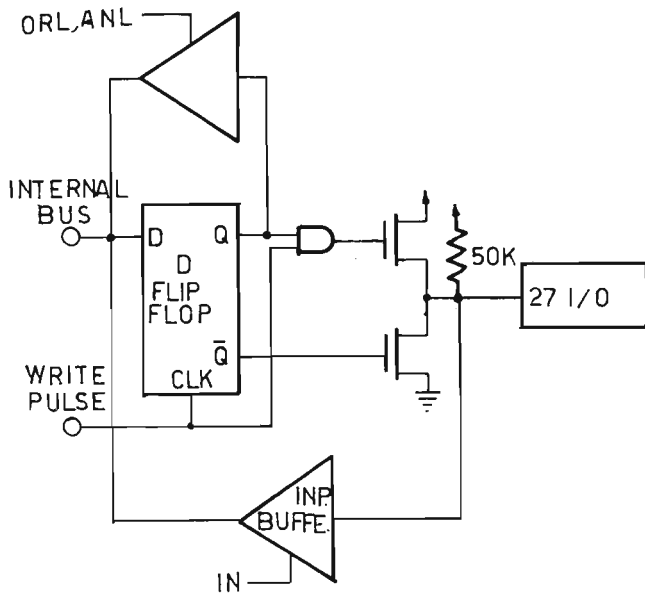 ORL,ANL
INTERNAL
BUS
D
Q
D
FLIP
FLOP
Q̅
CLK
WRITE
PULSE
50K
27 I/O
INP.
BUFFE.
IN